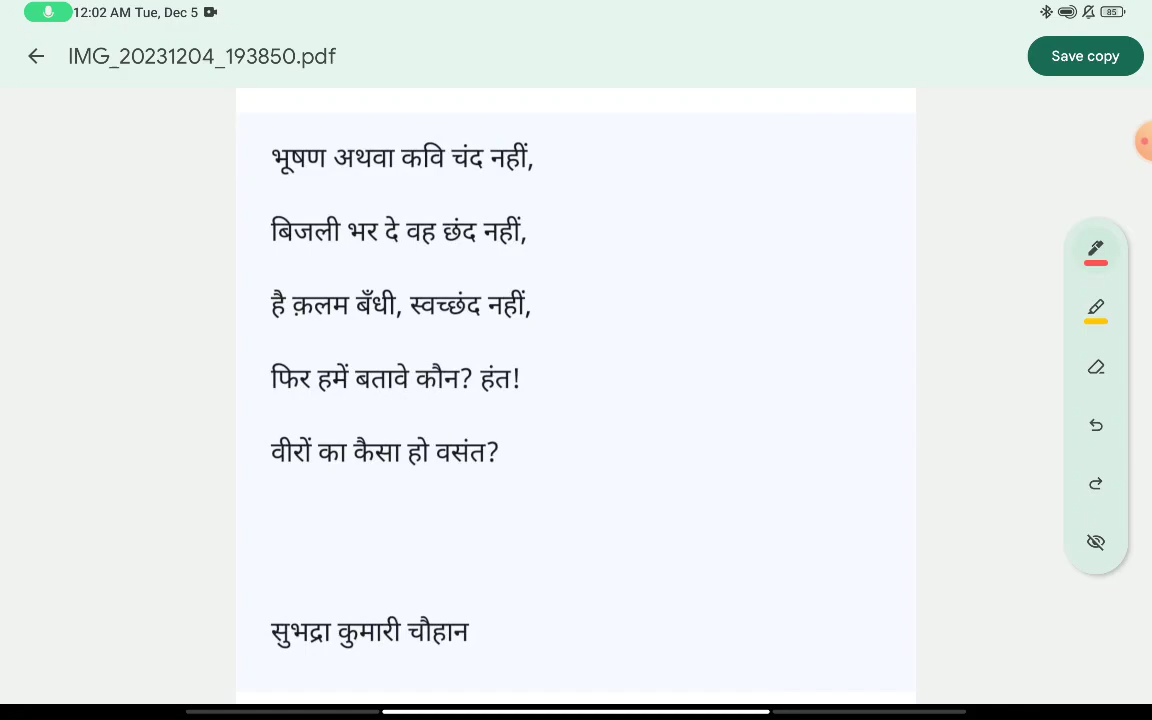 12:02 AM Tue, Dec 5
85
IMG_20231204_193850.pdf
Save copy
भूषण अथवा कवि चंद नहीं,
बिजली भर दे वह छंद नहीं,
है क़लम बँधी, स्वच्छंद नहीं,
फिर हमें बतावे कौन? हंत!
वीरों का कैसा हो वसंत?
सुभद्रा कुमारी चौहान